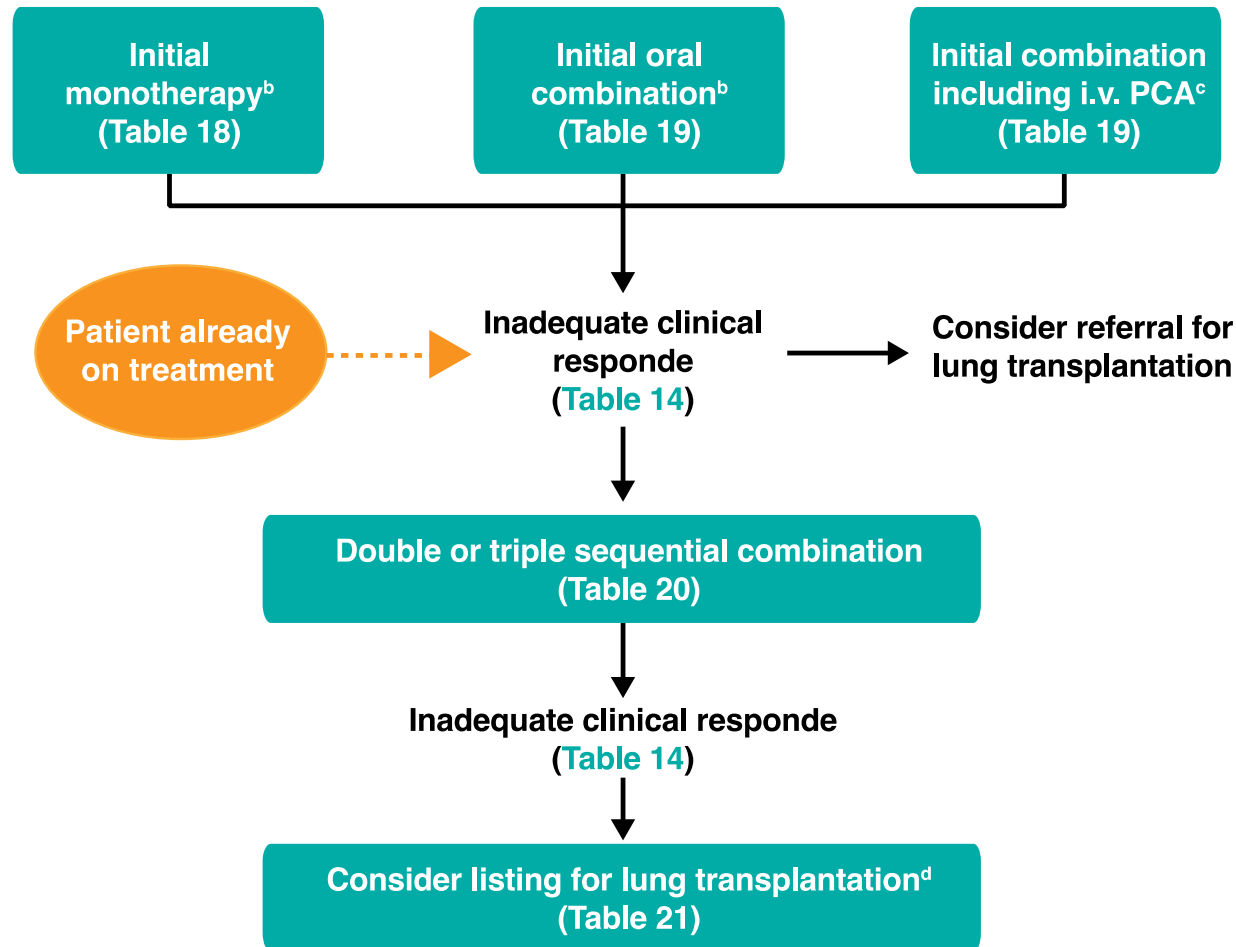 Initial
monotherapyᵇ
(Table 18)
Initial oral
combinationᵇ
(Table 19)
Initial combination
including i.v. PCAᶜ
(Table 19)
Patient already
on treatment
Inadequate clinical
responde
(Table 14)
Consider referral for
lung transplantation
Double or triple sequential combination
(Table 20)
Inadequate clinical responde
(Table 14)
Consider listing for lung transplantationᵈ
(Table 21)